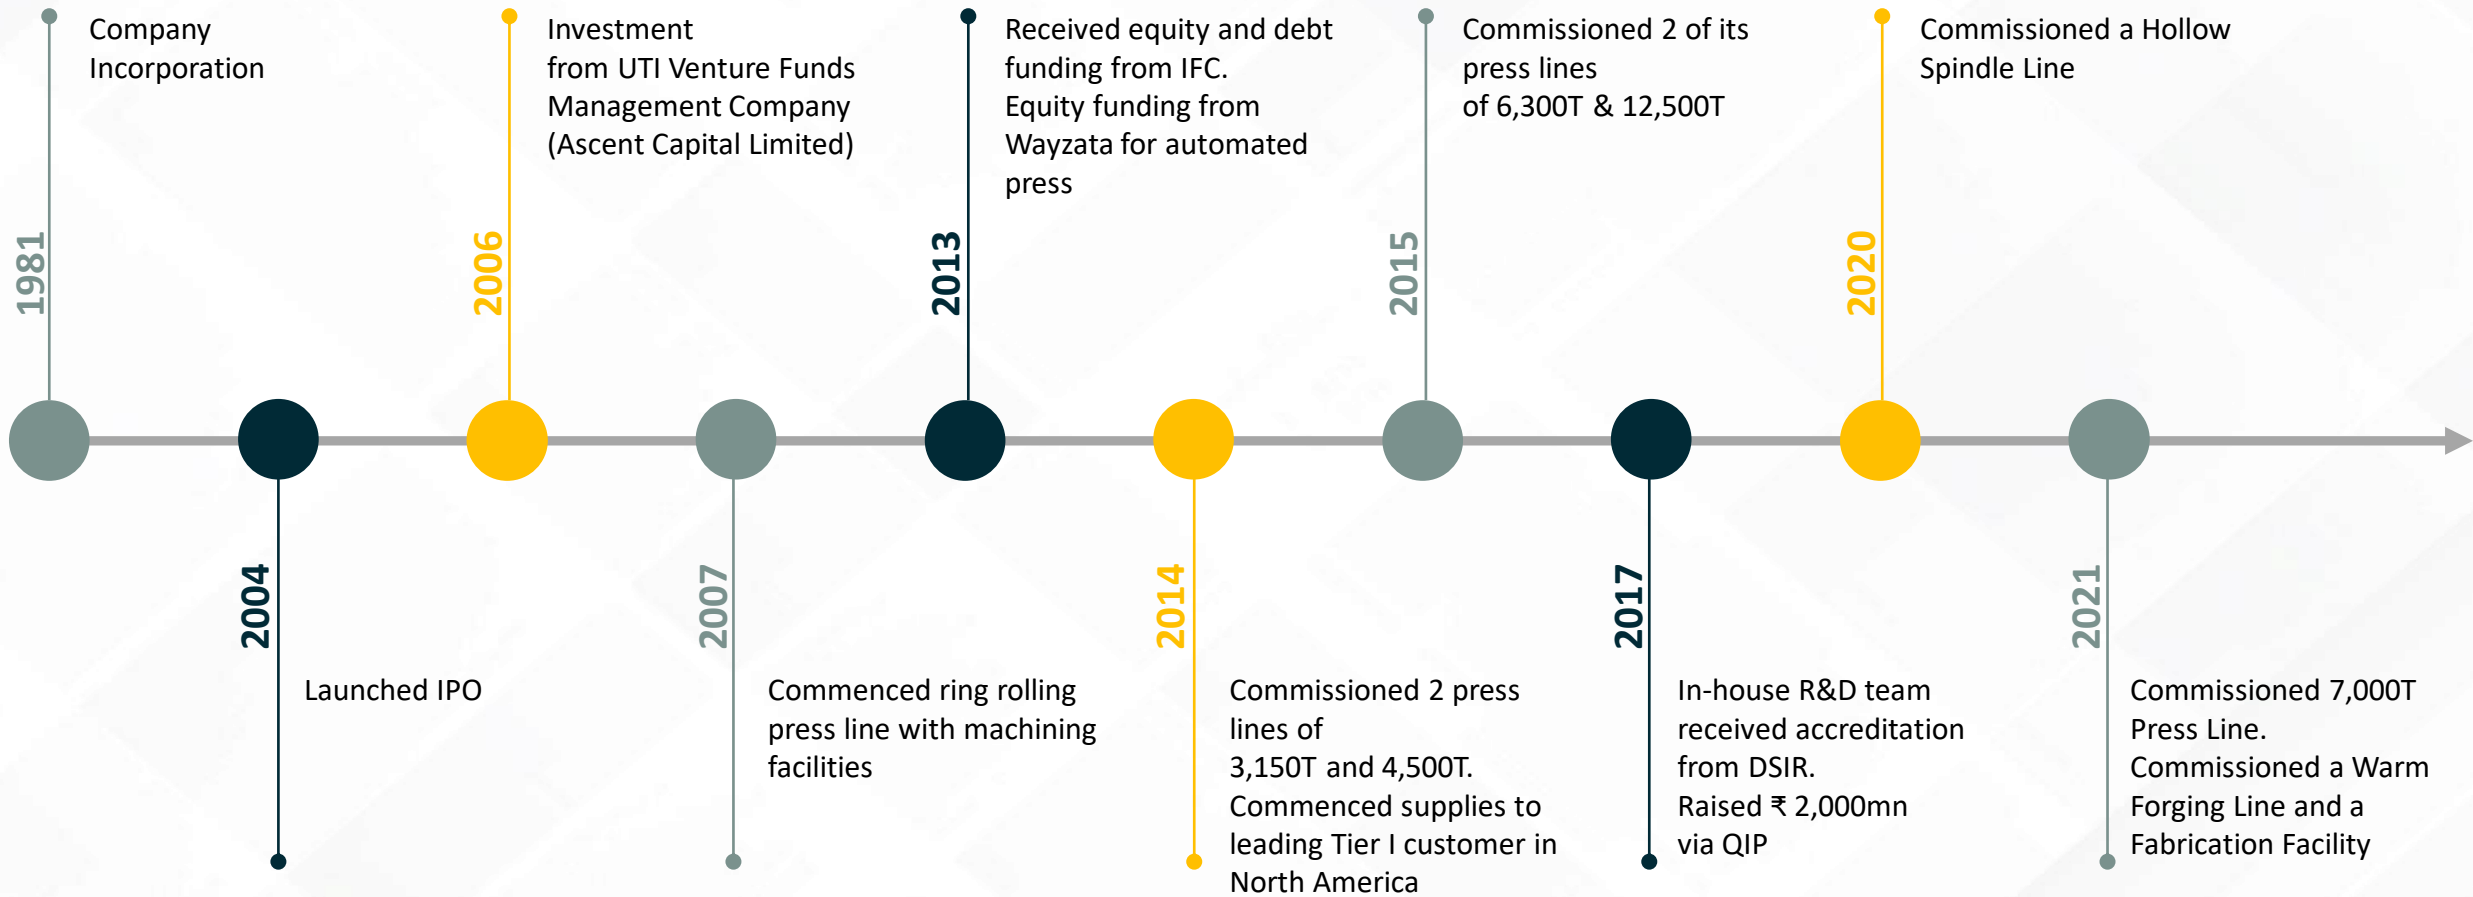 1981
Company
Incorporation
2004
Launched IPO
2006
Investment
from UTI Venture Funds
Management Company
(Ascent Capital Limited)
2007
Commenced ring rolling
press line with machining
facilities
2013
Received equity and debt
funding from IFC.
Equity funding from
Wayzata for automated
press
2014
Commissioned 2 press
lines of
3,150T and 4,500T.
Commenced supplies to
leading Tier I customer in
North America
2015
Commissioned 2 of its
press lines
of 6,300T & 12,500T
2017
In-house R&D team
received accreditation
from DSIR.
Raised ₹ 2,000mn
via QIP
2020
Commissioned a Hollow
Spindle Line
2021
Commissioned 7,000T
Press Line.
Commissioned a Warm
Forging Line and a
Fabrication Facility